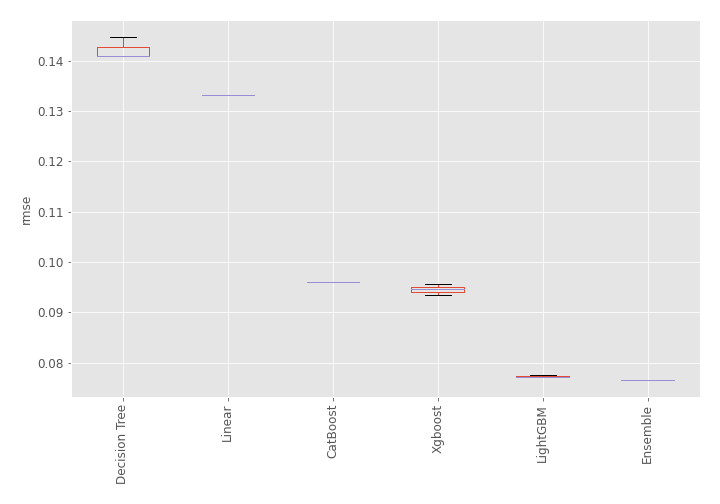 rmse
0.14
0.13
0.12
0.11
0.10
0.09
0.08
Decision Tree
Linear
CatBoost
Xgboost
LightGBM
Ensemble